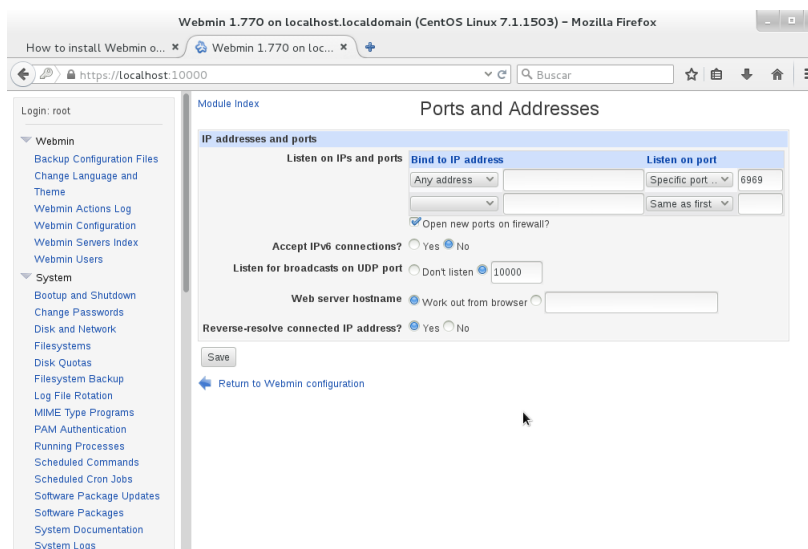 Webmin 1.770 on localhost.localdomain (CentOS Linux 7.1.1503) – Mozilla Firefox
How to install Webmin o... × Webmin 1.770 on loc... ×
https://localhost:10000
Buscar
Login: root
Webmin
Backup Configuration Files
Change Language and
Theme
Webmin Actions Log
Webmin Configuration
Webmin Servers Index
Webmin Users
System
Bootup and Shutdown
Change Passwords
Disk and Network
Filesystems
Disk Quotas
Filesystem Backup
Log File Rotation
MIME Type Programs
PAM Authentication
Running Processes
Scheduled Commands
Scheduled Cron Jobs
Software Package Updates
Software Packages
System Documentation
System Logs
Module Index
Ports and Addresses
IP addresses and ports
Listen on IPs and ports Bind to IP address Listen on port
Any address Specific port .. 6969
Same as first
Open new ports on firewall?
Accept IPv6 connections? Yes No
Listen for broadcasts on UDP port Don't listen 10000
Web server hostname Work out from browser
Reverse-resolve connected IP address? Yes No
Save
Return to Webmin configuration